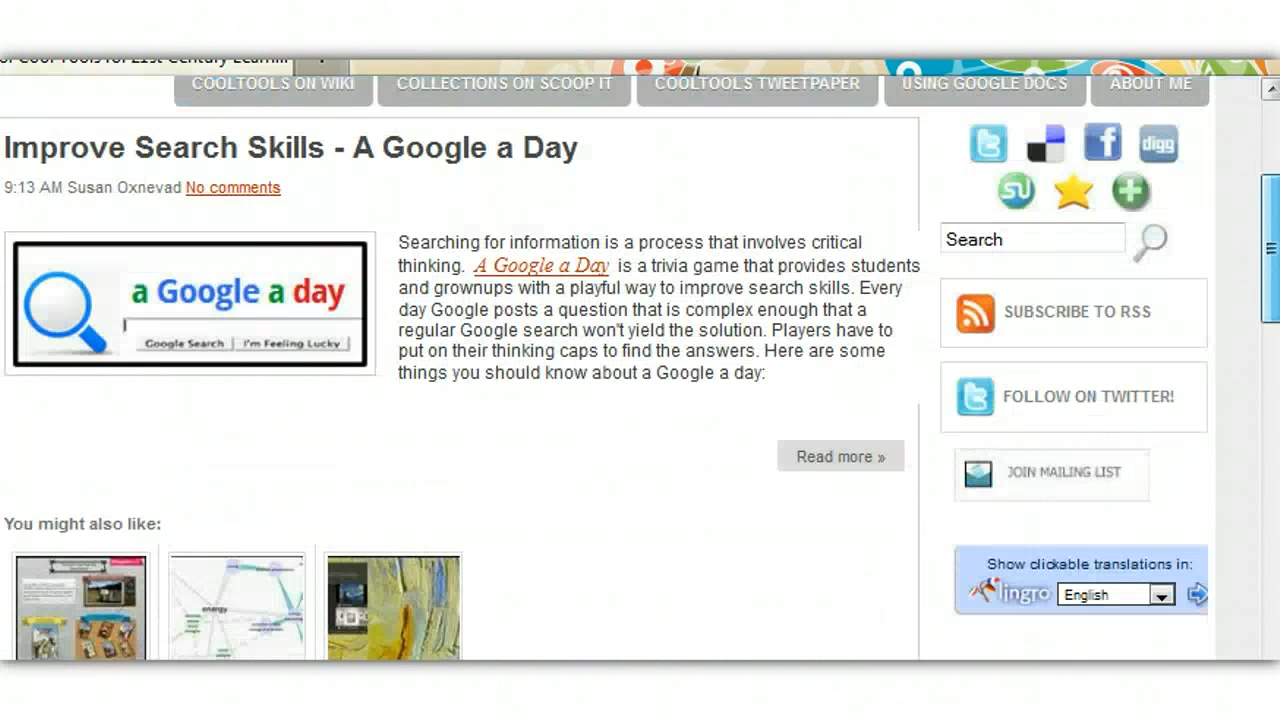 COOLTOOLS ON WIKI
COLLECTIONS ON SCOOP IT
COOLTOOLS TWEETPAPER
USING GOOGLE DOC'S
ABOUT ME
Improve Search Skills - A Google a Day
9:13 AM Susan Oxnevad No comments
a Google a day
Google Search I'm Feeling Lucky
Searching for information is a process that involves critical
thinking. A Google a Day is a trivia game that provides students
and grownups with a playful way to improve search skills. Every
day Google posts a question that is complex enough that a
regular Google search won't yield the solution. Players have to
put on their thinking caps to find the answers. Here are some
things you should know about a Google a day:
Read more »
You might also like:
energy
digg
Search
SUBSCRIBE TO RSS
FOLLOW ON TWITTER!
JOIN MAILING LIST
Show clickable translations in:
lingro English